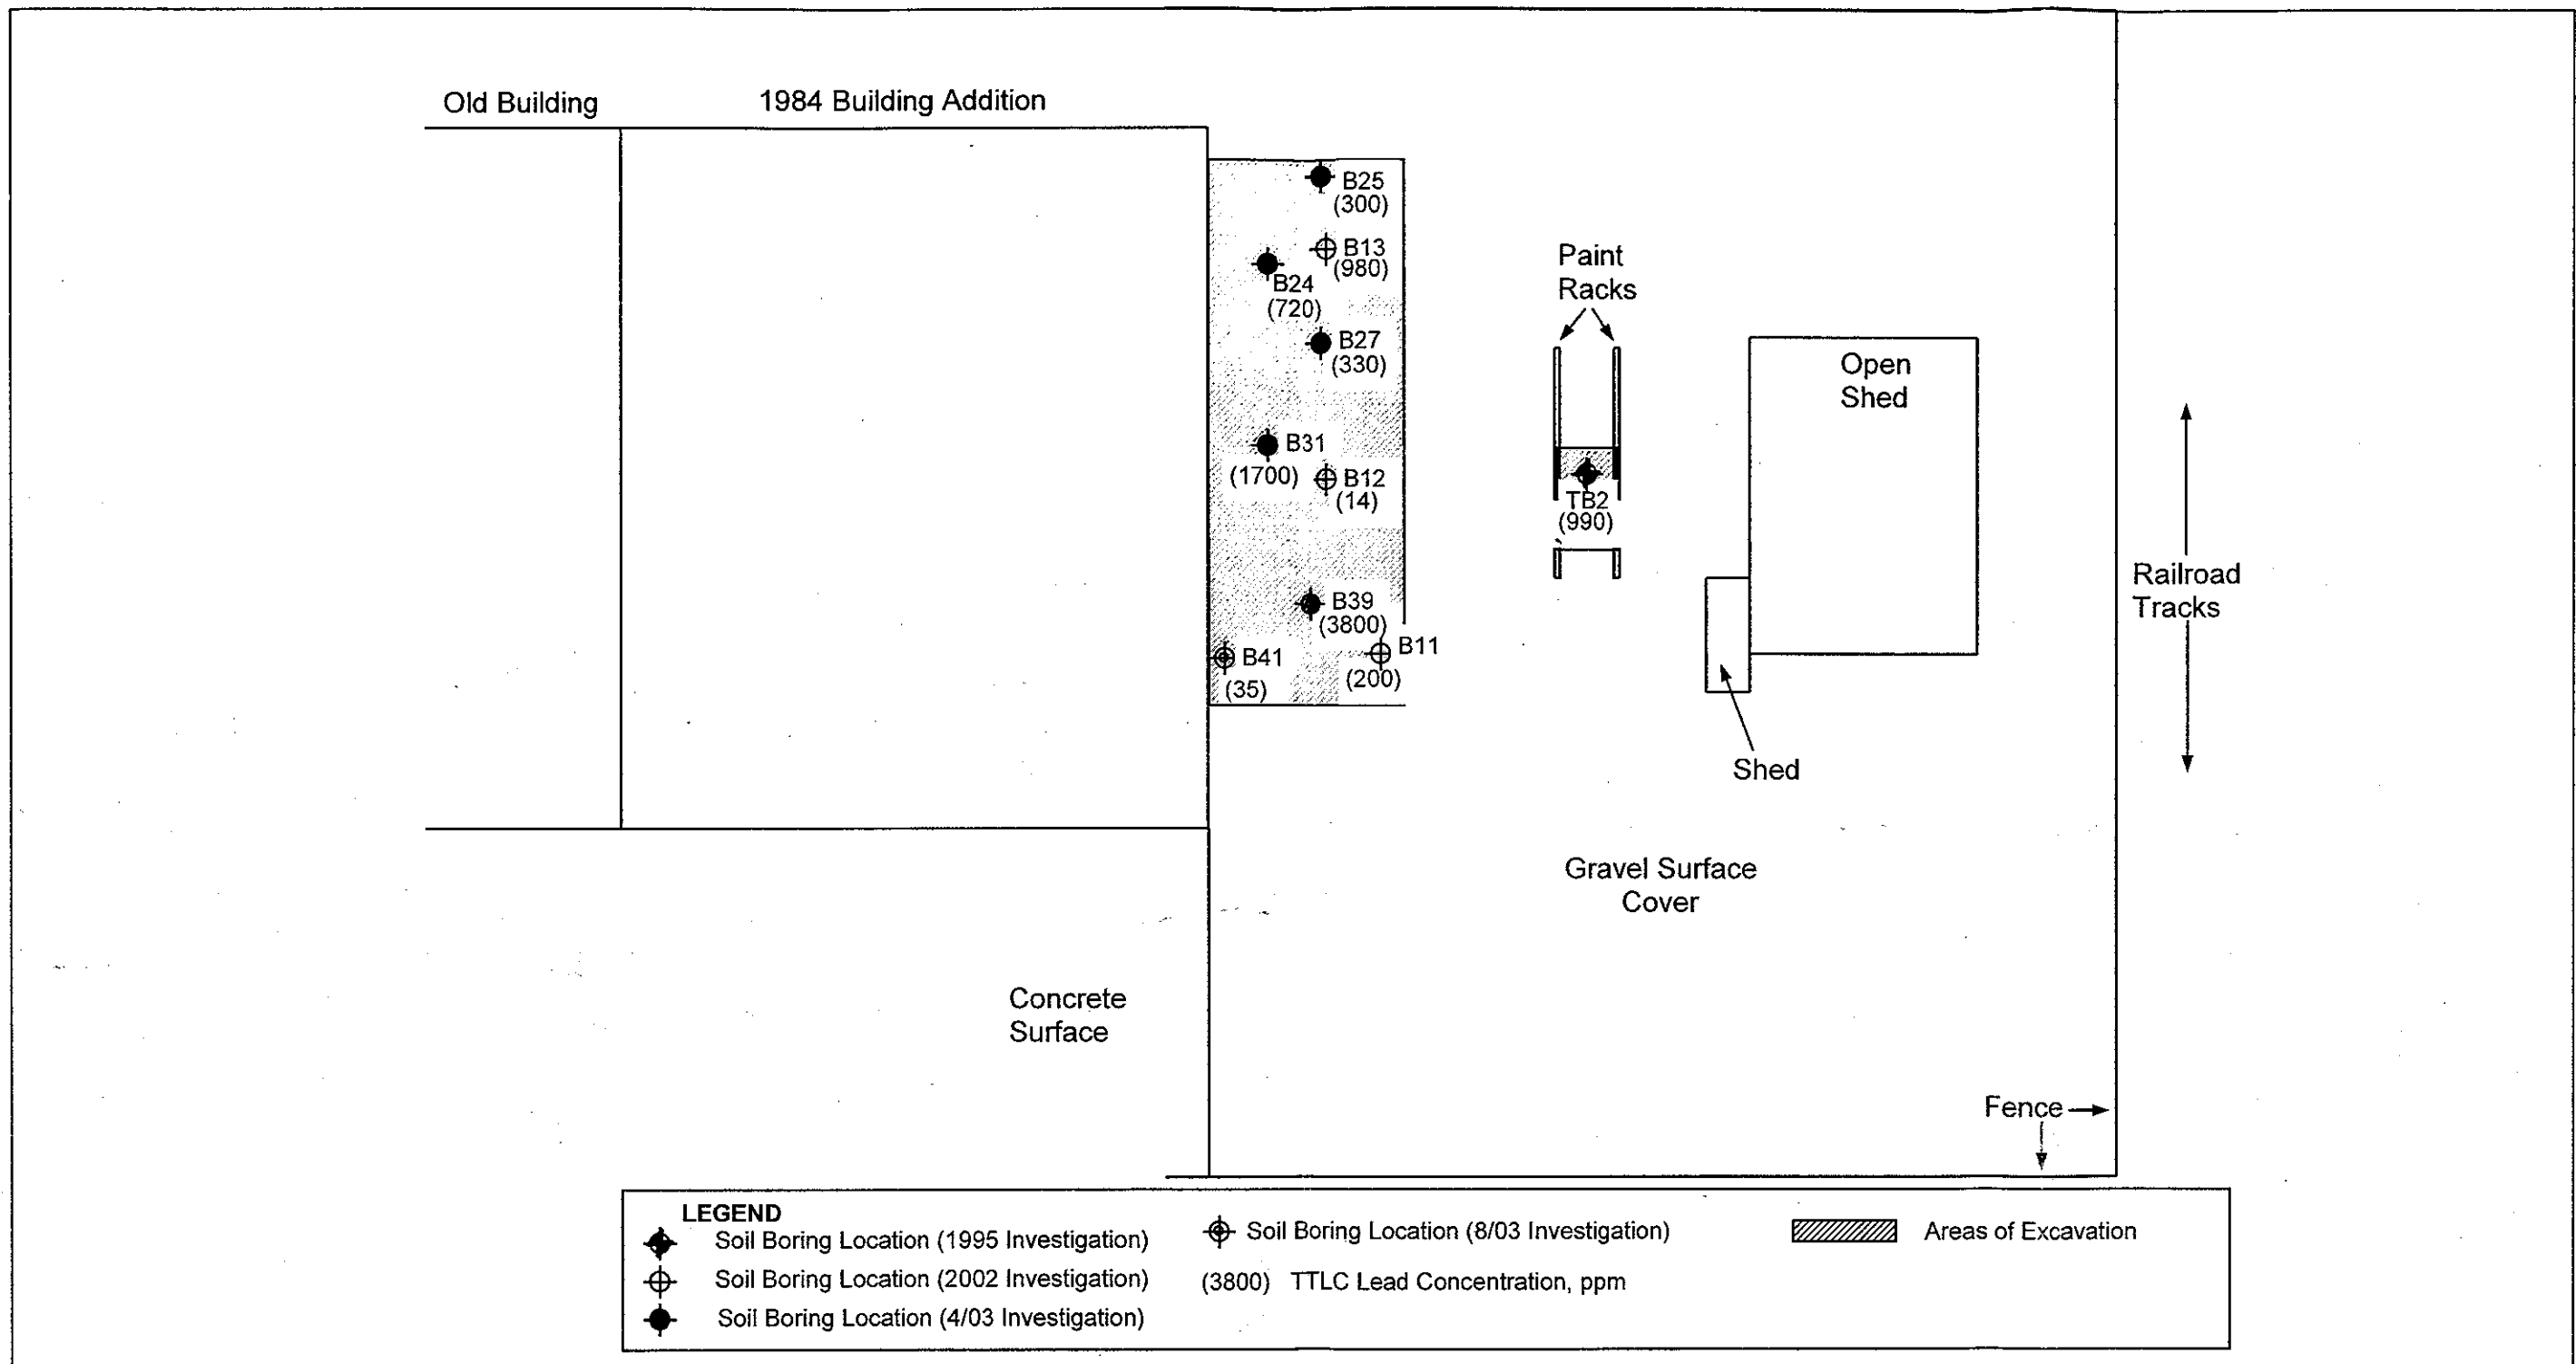 Old Building
1984 Building Addition
B25
(300)
B13
(980)
B24
(720)
B27
(330)
B31
(1700)
B12
(14)
B39
(3800)
B11
(200)
B41
(35)
Paint
Racks
TB2
(990)
Open
Shed
Shed
Railroad
Tracks
Gravel Surface
Cover
Concrete
Surface
Fence
LEGEND
Soil Boring Location (1995 Investigation)
Soil Boring Location (2002 Investigation)
Soil Boring Location (4/03 Investigation)
Soil Boring Location (8/03 Investigation)
(3800) TTLC Lead Concentration, ppm
Areas of Excavation